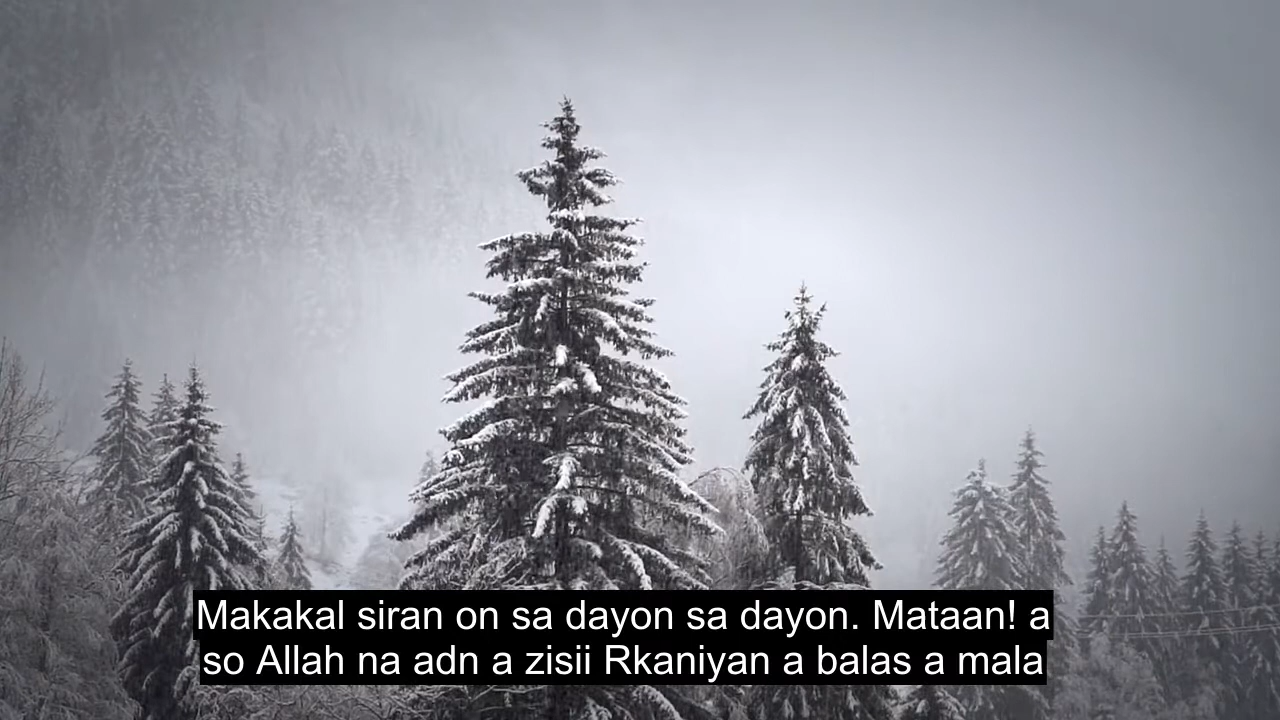 Makakal siran on sa dayon sa dayon. Mataan! a
so Allah na adn a zisii Rkaniyan a balas a mala